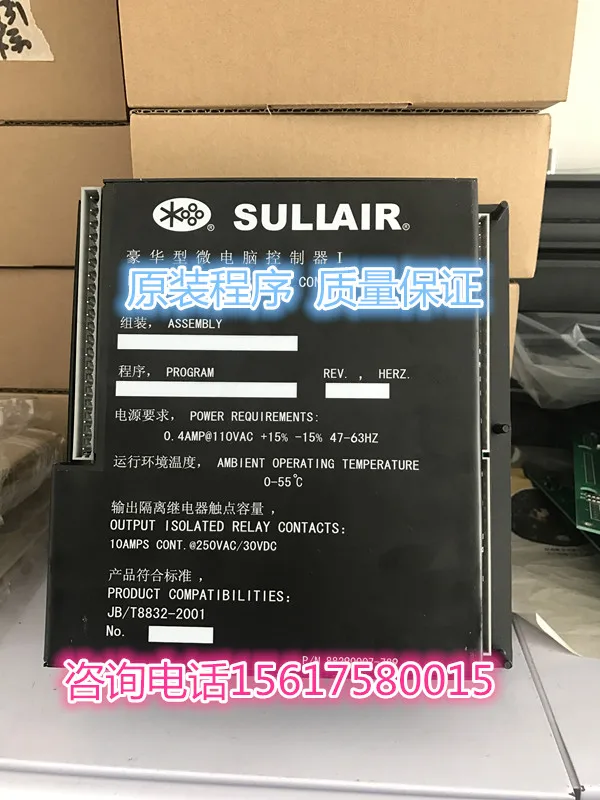 SULLAIR®
豪华型微电脑控制器 I
CON
原装程序 质量保证
组装, ASSEMBLY
程序, PROGRAM
REV. , HERZ.
电源要求, POWER REQUIREMENTS:
0.4AMP@110VAC +15% -15% 47-63HZ
运行环境温度, AMBIENT OPERATING TEMPERATURE
0-55℃
输出隔离继电器触点容量,
OUTPUT ISOLATED RELAY CONTACTS:
10AMPS CONT.@250VAC/30VDC
产品符合标准,
PRODUCT COMPATIBILITIES:
JB/T8832-2001
No.
P/N
咨询电话15617580015